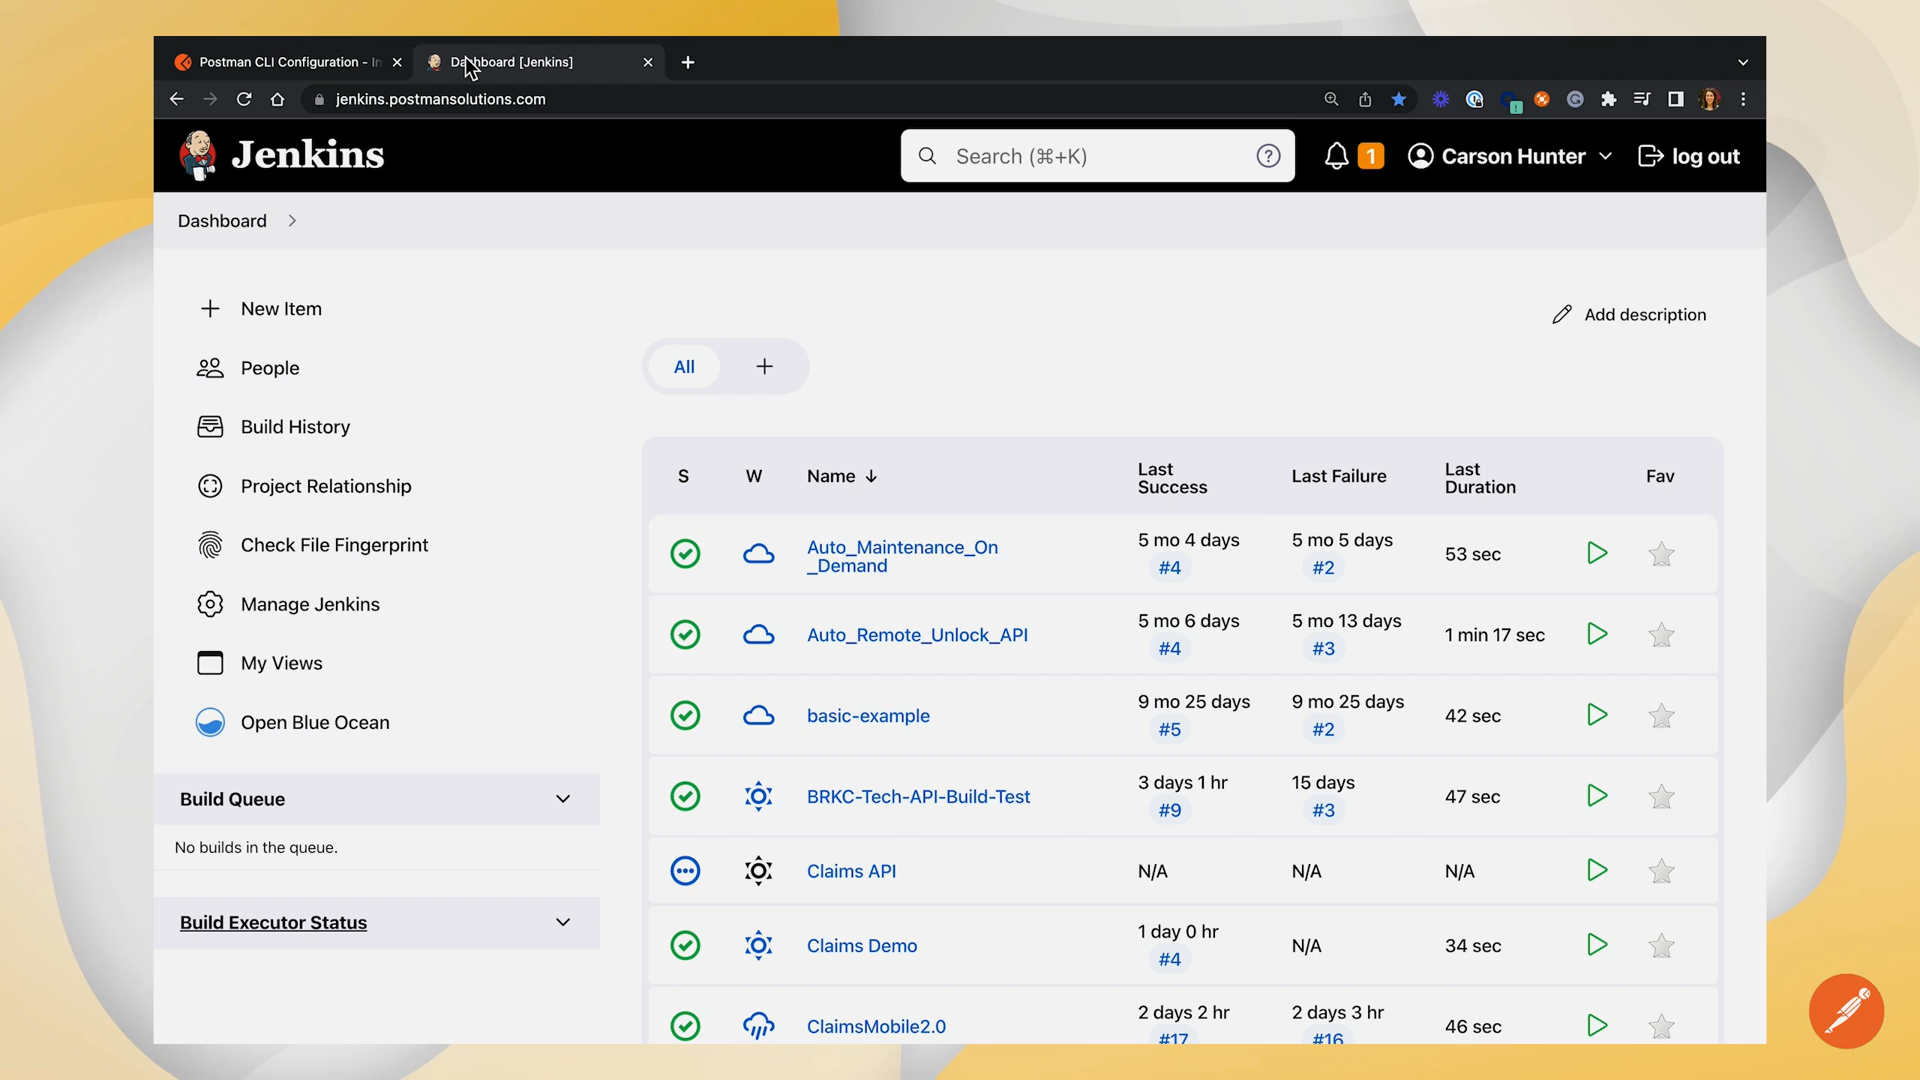 Postman CLI Configuration - In
Dashboard [Jenkins]
jenkins.postmansolutions.com
Jenkins
Search (⌘+K)
1
Carson Hunter
log out
Dashboard
New Item
People
Build History
Project Relationship
Check File Fingerprint
Manage Jenkins
My Views
Open Blue Ocean
Build Queue
No builds in the queue.
Build Executor Status
Add description
All
S W Name ↓ Last Success Last Failure Last Duration Fav
Auto_Maintenance_On
_Demand
5 mo 4 days
#4
5 mo 5 days
#2
53 sec
Auto_Remote_Unlock_API
5 mo 6 days
#4
5 mo 13 days
#3
1 min 17 sec
basic-example
9 mo 25 days
#5
9 mo 25 days
#2
42 sec
BRKC-Tech-API-Build-Test
3 days 1 hr
#9
15 days
#3
47 sec
Claims API
N/A
N/A
N/A
Claims Demo
1 day 0 hr
#4
N/A
34 sec
ClaimsMobile2.0
2 days 2 hr
#17
2 days 3 hr
#16
46 sec